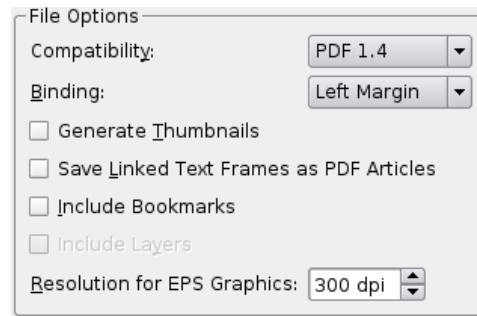 File Options
Compatibility: PDF 1.4
Binding: Left Margin
Generate Thumbnails
Save Linked Text Frames as PDF Articles
Include Bookmarks
Include Layers
Resolution for EPS Graphics: 300 dpi